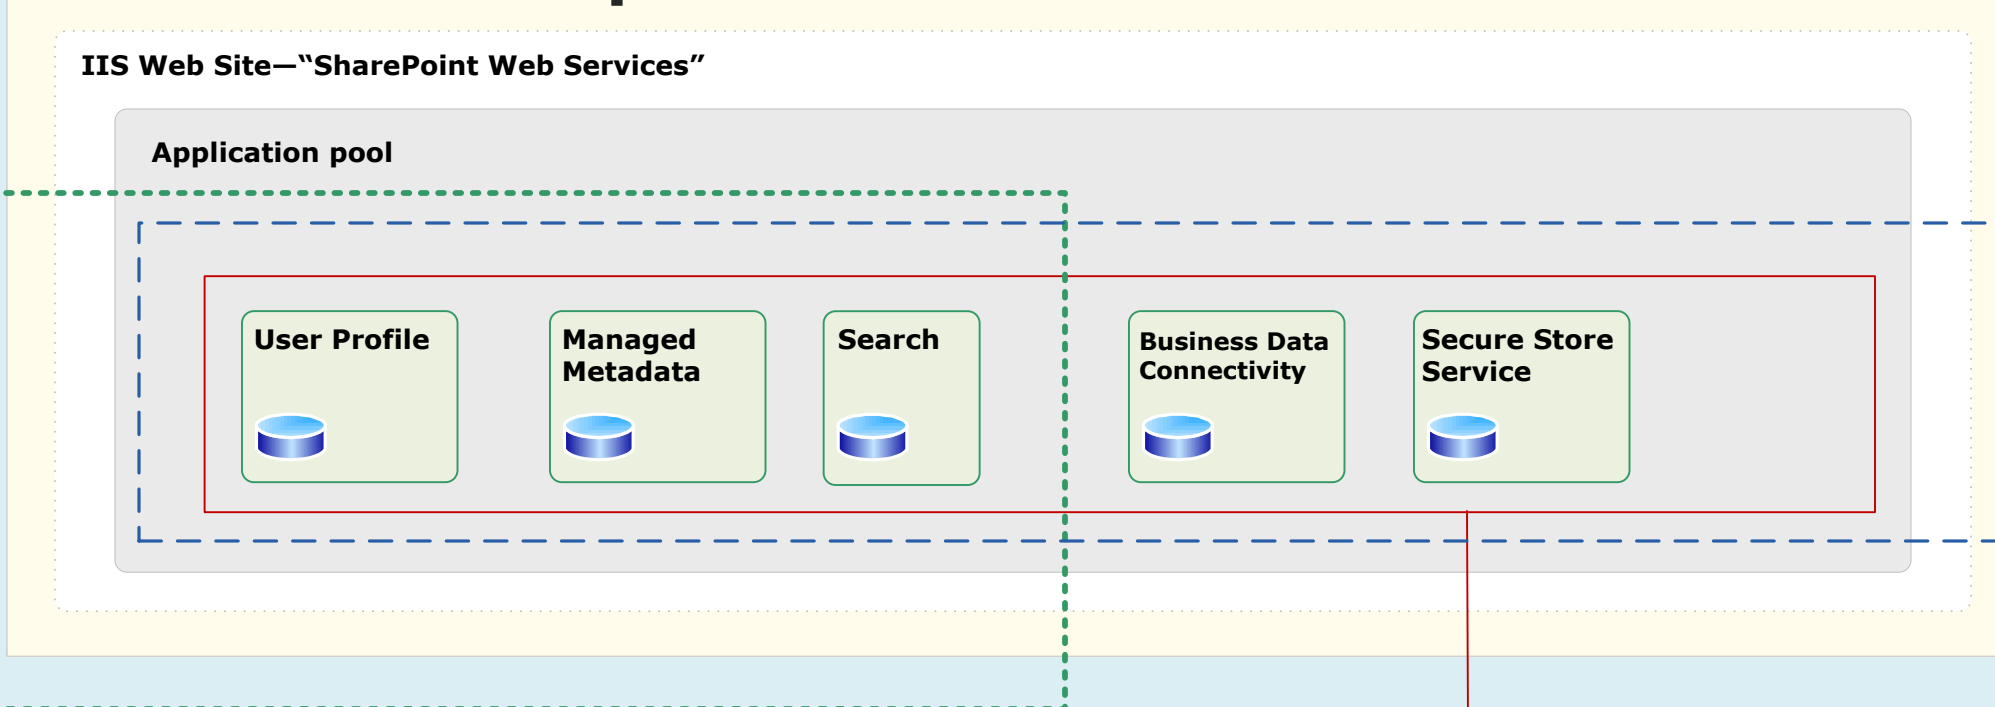 IIS Web Site—“SharePoint Web Services”
Application pool
User Profile
Managed
Metadata
Search
Business Data
Connectivity
Secure Store
Service